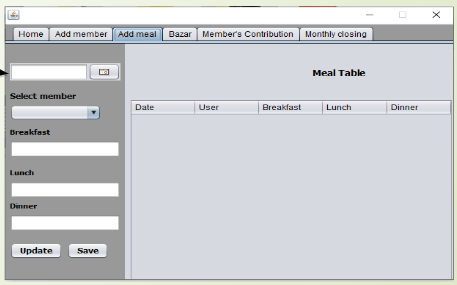 Home Add member Add meal Bazar Member's Contribution Monthly closing
Meal Table
Select member
Date User Breakfast Lunch Dinner
Breakfast
Lunch
Dinner
Update Save